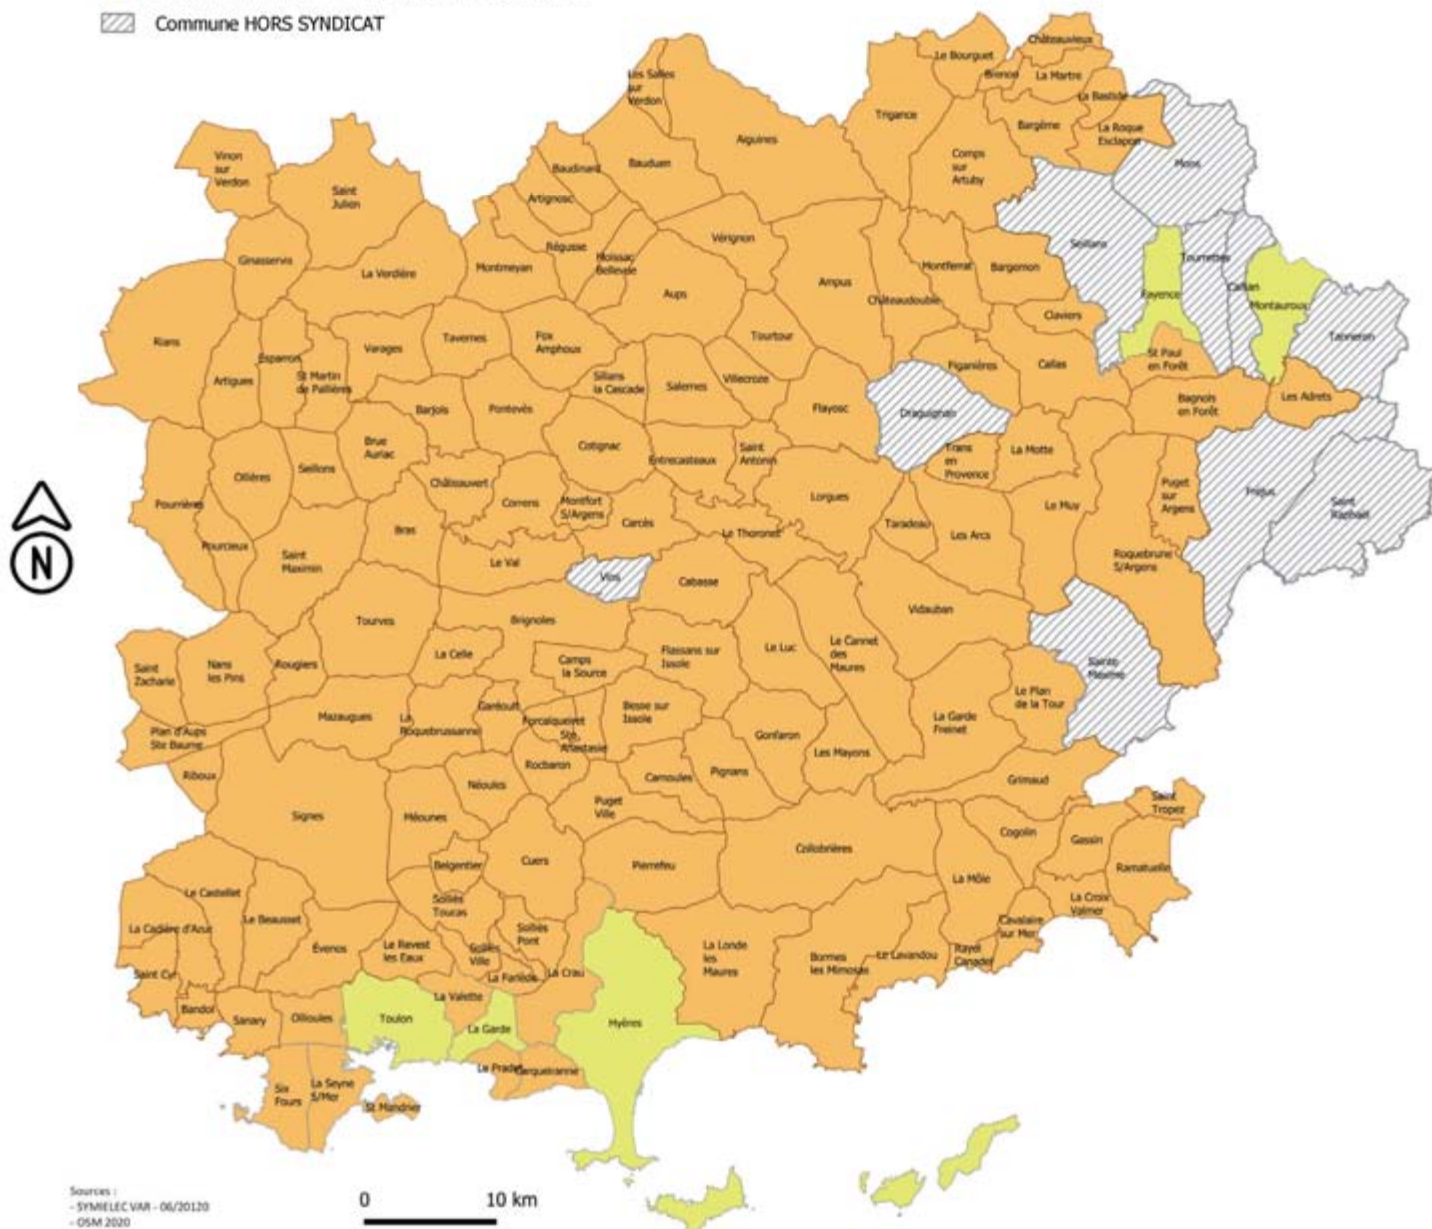 Commune HORS SYNDICAT
Châteauvieux
Le Bourguet
Brenon
La Martre
Les Salles
sur
Verdon
La Bastide
Trigance
Bargème
La Roque
Esclapon
Aiguines
Vinon
sur
Verdon
Bauduen
Baudinard
Comps
sur
Artuby
Mons
Saint
Julien
Artignosc
Vérignon
Régusse
Moissac
Bellevue
Seillans
Tourrettes
Ginasservis
La Verdière
Montmeyan
Montferrat
Bargemon
Callian
Aups
Ampus
Châteaudouble
Fayence
Montauroux
Claviers
Rians
Esparron
Varages
Tavernes
Fox
Amphoux
Tourtour
Tanneron
Artigues
St Martin
de Pallières
Sillans
la Cascade
Salernes
Villecroze
Figanières
Callas
St Paul
en Forêt
Barjols
Pontevès
Flayosc
Draguignan
Bagnols
en Forêt
Les Adrets
Brue
Auriac
Cotignac
Entrecasteaux
Saint
Antonin
Trans
en
Provence
La Motte
Ollières
Seillons
Châteauvert
Correns
Montfort
S/Argens
Lorgues
Pourrières
Carcès
Taradeau
Les Arcs
Le Muy
Puget
sur
Argens
Fréjus
Saint
Raphaël
Pourcieux
Saint
Maximin
Bras
Le Val
Le Thoronet
Roquebrune
S/Argens
Vins
Cabasse
Vidauban
Tourves
Brignoles
Saint
Zacharie
Nans
les Pins
Rougiers
La Celle
Camps
la Source
Flassans sur
Issole
Le Luc
Le Cannet
des
Maures
Sainte
Maxime
Le Plan
de la Tour
Mazaugues
La
Roquebrussanne
Garéoult
Forcalqueiret
Ste
Anastasie
Besse sur
Issole
La Garde
Freinet
Plan d'Aups
Ste Baume
Gonfaron
Les Mayons
Riboux
Néoules
Rocbaron
Carnoules
Pignans
Grimaud
Signes
Méounes
Puget
Ville
Saint
Tropez
Cogolin
Gassin
Belgentier
Cuers
Pierrefeu
Collobrières
La Môle
Ramatuelle
Le Castellet
Solliès
Toucas
La Croix
Valmer
La Cadière d'Azur
Le Beausset
Évenos
Le Revest
les Eaux
Solliès
Ville
Solliès
Pont
La Londe
les
Maures
Bormes
les Mimosas
Le Lavandou
Cavalaire
sur Mer
Rayol
Canadel
Saint Cyr
La Farlède
La Crau
La Valette
Bandol
Sanary
Ollioules
Toulon
La Garde
Hyères
Le Pradet
Carqueiranne
Six
Fours
La Seyne
S/Mer
St Mandrier
N
Sources :
- SYMIELEC VAR - 06/20120
- OSM 2020
0 10 km